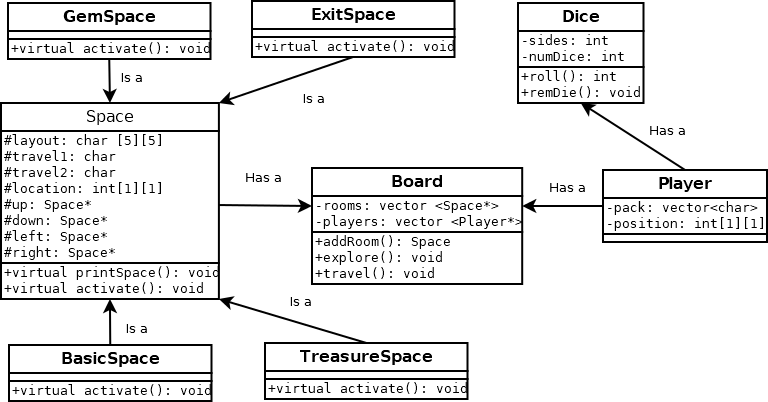 GemSpace
+virtual activate(): void
ExitSpace
+virtual activate(): void
Dice
-sides: int
-numDice: int
+roll(): int
+remDie(): void
Is a
Is a
Has a
Space
#layout: char [5][5]
#travel1: char
#travel2: char
#location: int[1][1]
#up: Space*
#down: Space*
#left: Space*
#right: Space*
+virtual printSpace(): void
+virtual activate(): void
Has a
Board
-rooms: vector <Space*>
-players: vector <Player*>
+addRoom(): Space
+explore(): void
+travel(): void
Has a
Player
-pack: vector<char>
-position: int[1][1]
Is a
Is a
BasicSpace
+virtual activate(): void
TreasureSpace
+virtual activate(): void